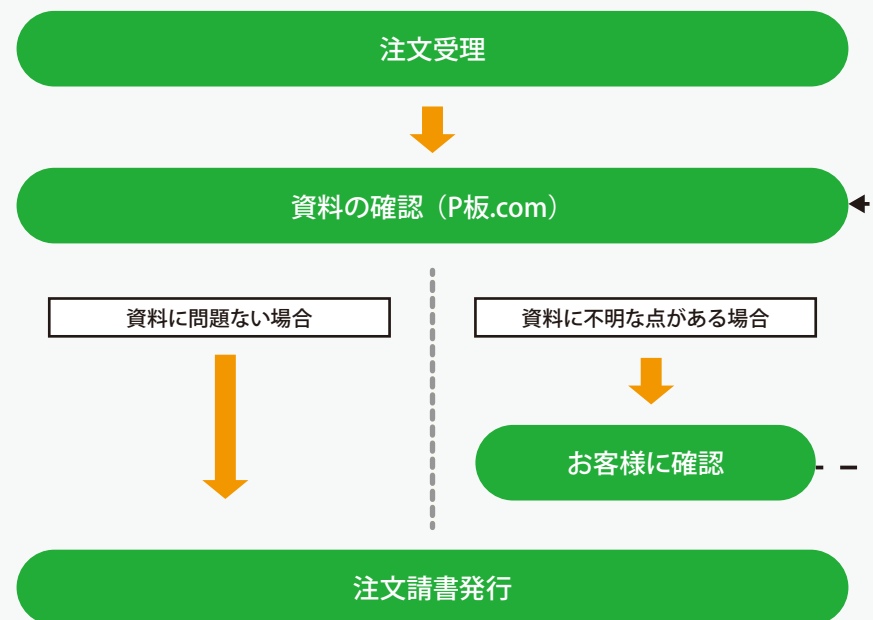 注文受理
資料の確認（P板.com）
資料に問題ない場合
資料に不明な点がある場合
お客様に確認
注文請書発行